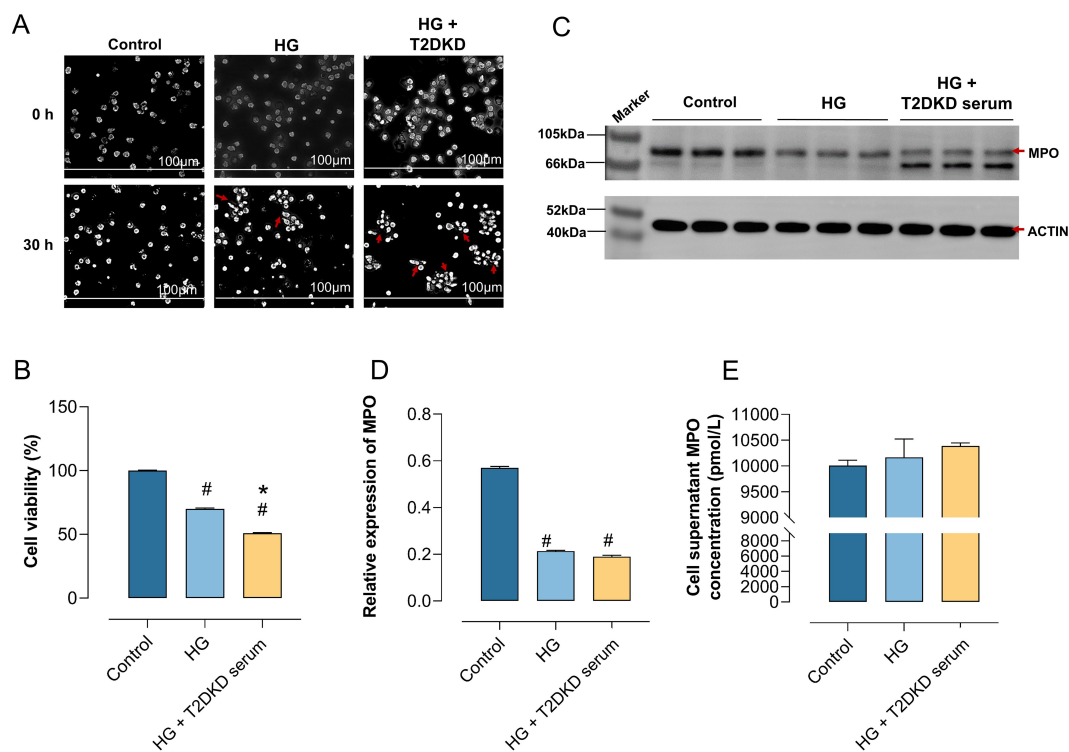 A
Control
HG
HG +
T2DKD
0 h
100μm
100μm
100μm
30 h
100μm
100μm
100μm
C
Marker
Control
HG
HG +
T2DKD serum
105kDa
66kDa
MPO
52kDa
40kDa
ACTIN
B
Cell viability (%)
150
100
50
0
#
*
#
Control
HG
HG + T2DKD serum
D
Relative expression of MPO
0.8
0.6
0.4
0.2
0.0
#
#
Control
HG
HG + T2DKD serum
E
Cell supernatant MPO
concentration (pmol/L)
11000
10500
10000
9500
9000
8000
6000
4000
2000
0
Control
HG
HG + T2DKD serum